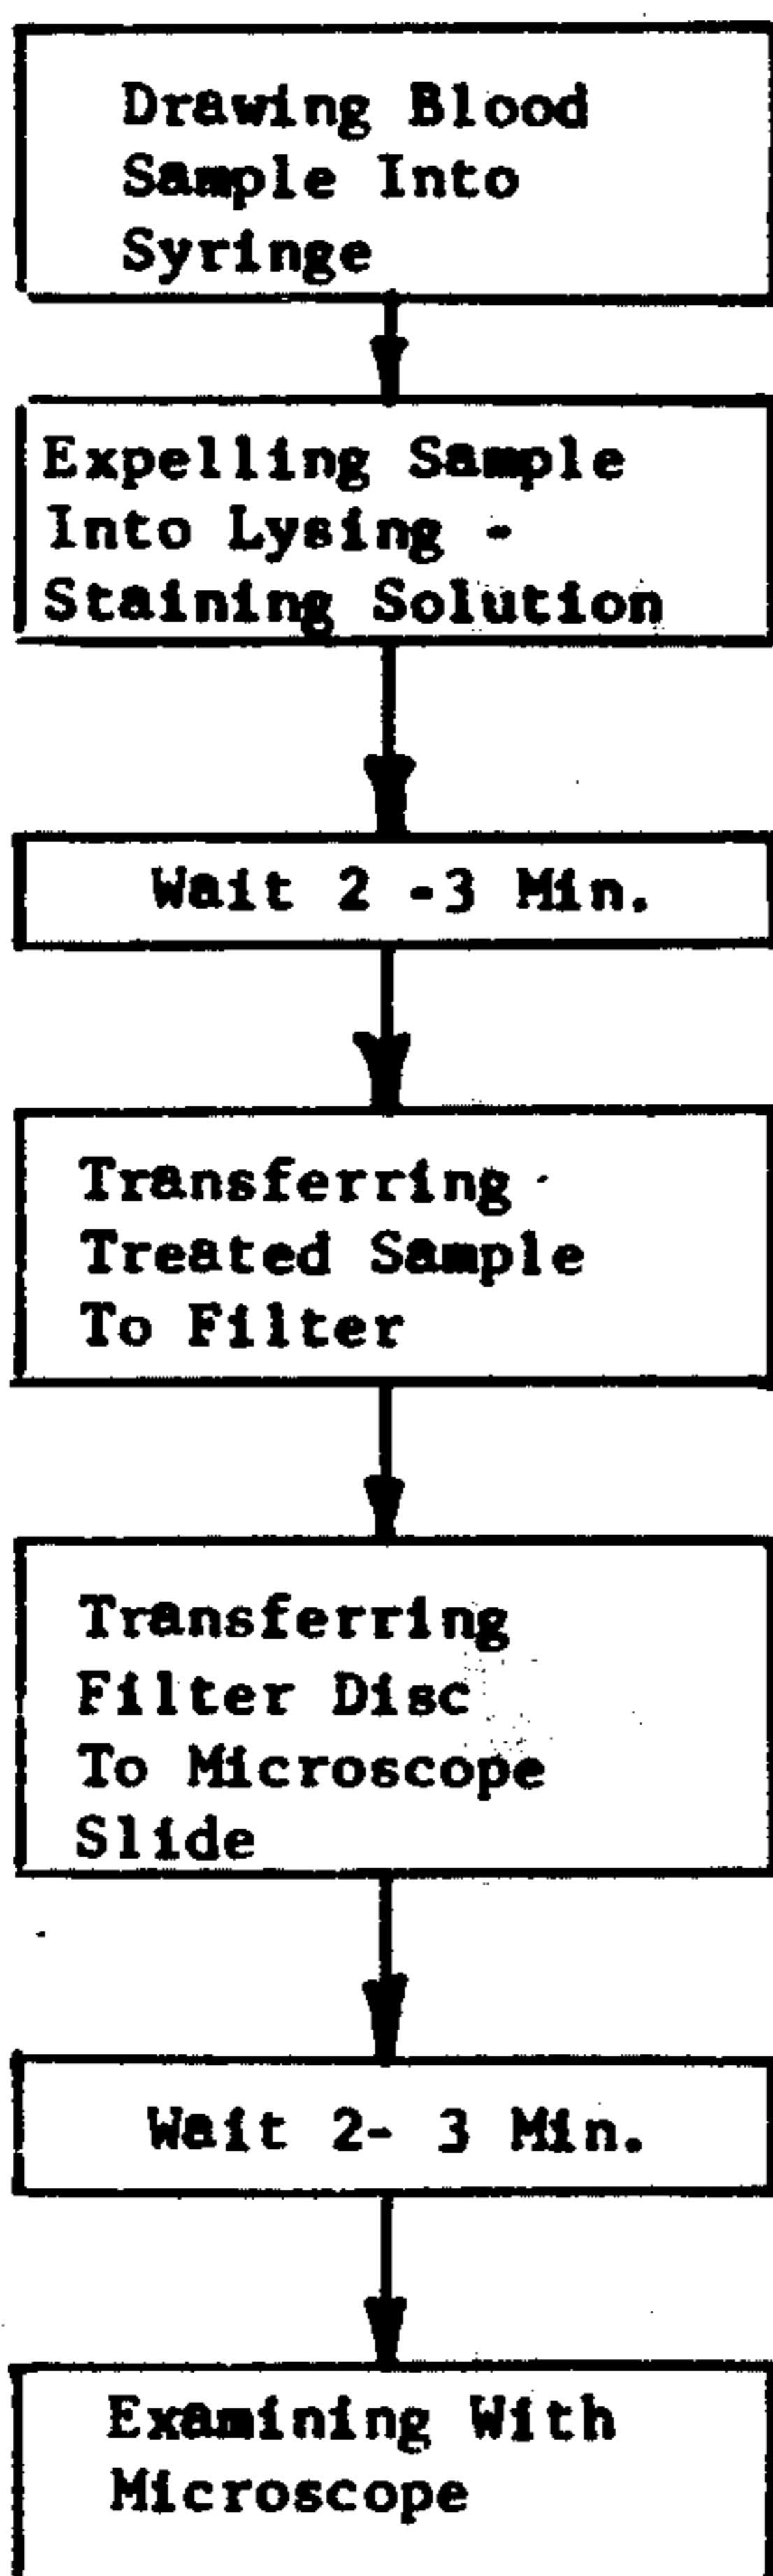 Drawing Blood
Sample Into
Syringe
Expelling Sample
Into Lysing -
Staining Solution
Wait 2 -3 Min.
Transferring
Treated Sample
To Filter
Transferring
Filter Disc
To Microscope
Slide
Wait 2- 3 Min.
Examining With
Microscope